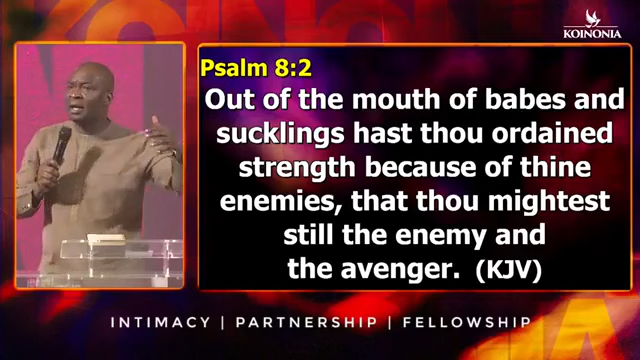 KOINONIA
Psalm 8:2
Out of the mouth of babes and
sucklings hast thou ordained
strength because of thine
enemies, that thou mightest
still the enemy and
the avenger. (KJV)
INTIMACY | PARTNERSHIP | FELLOWSHIP